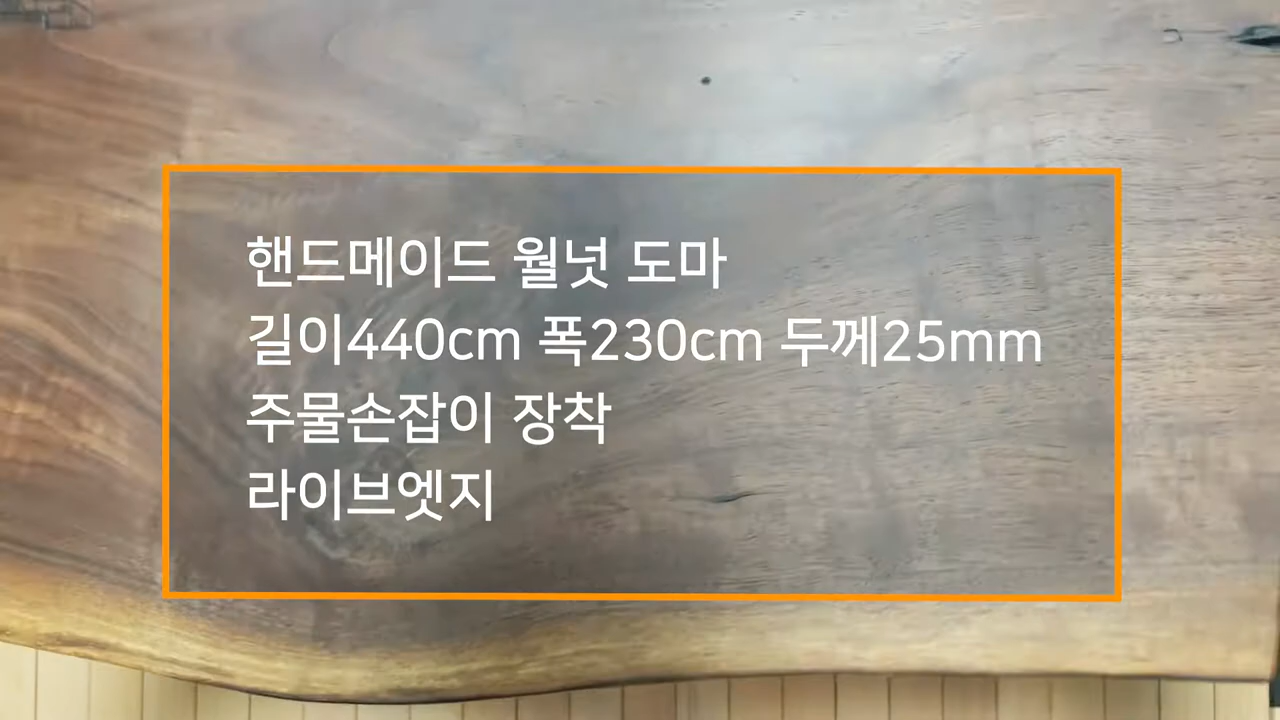 핸드메이드 월넛 도마
길이440cm 폭230cm 두께25mm
주물손잡이 장착
라이브엣지